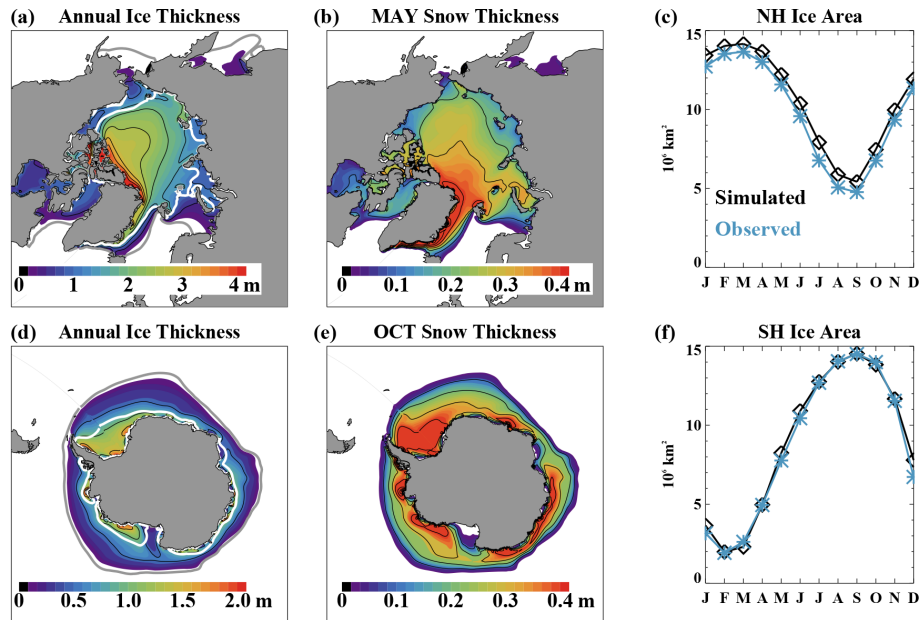 (a) Annual Ice Thickness
(b) MAY Snow Thickness
(c) NH Ice Area
0 1 2 3 4 m
0 0.1 0.2 0.3 0.4 m
15
10
5
0
10⁶ km²
Simulated
Observed
J F M A M J J A S O N D
(d) Annual Ice Thickness
(e) OCT Snow Thickness
(f) SH Ice Area
0 0.5 1.0 1.5 2.0 m
0 0.1 0.2 0.3 0.4 m
15
10
5
0
10⁶ km²
J F M A M J J A S O N D